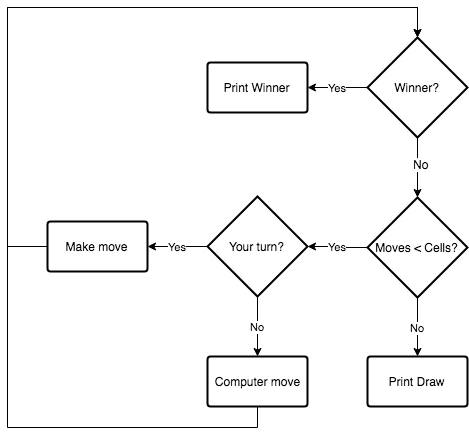 Print Winner
Yes
Winner?
No
Make move
Yes
Your turn?
Yes
Moves < Cells?
No
No
Computer move
Print Draw